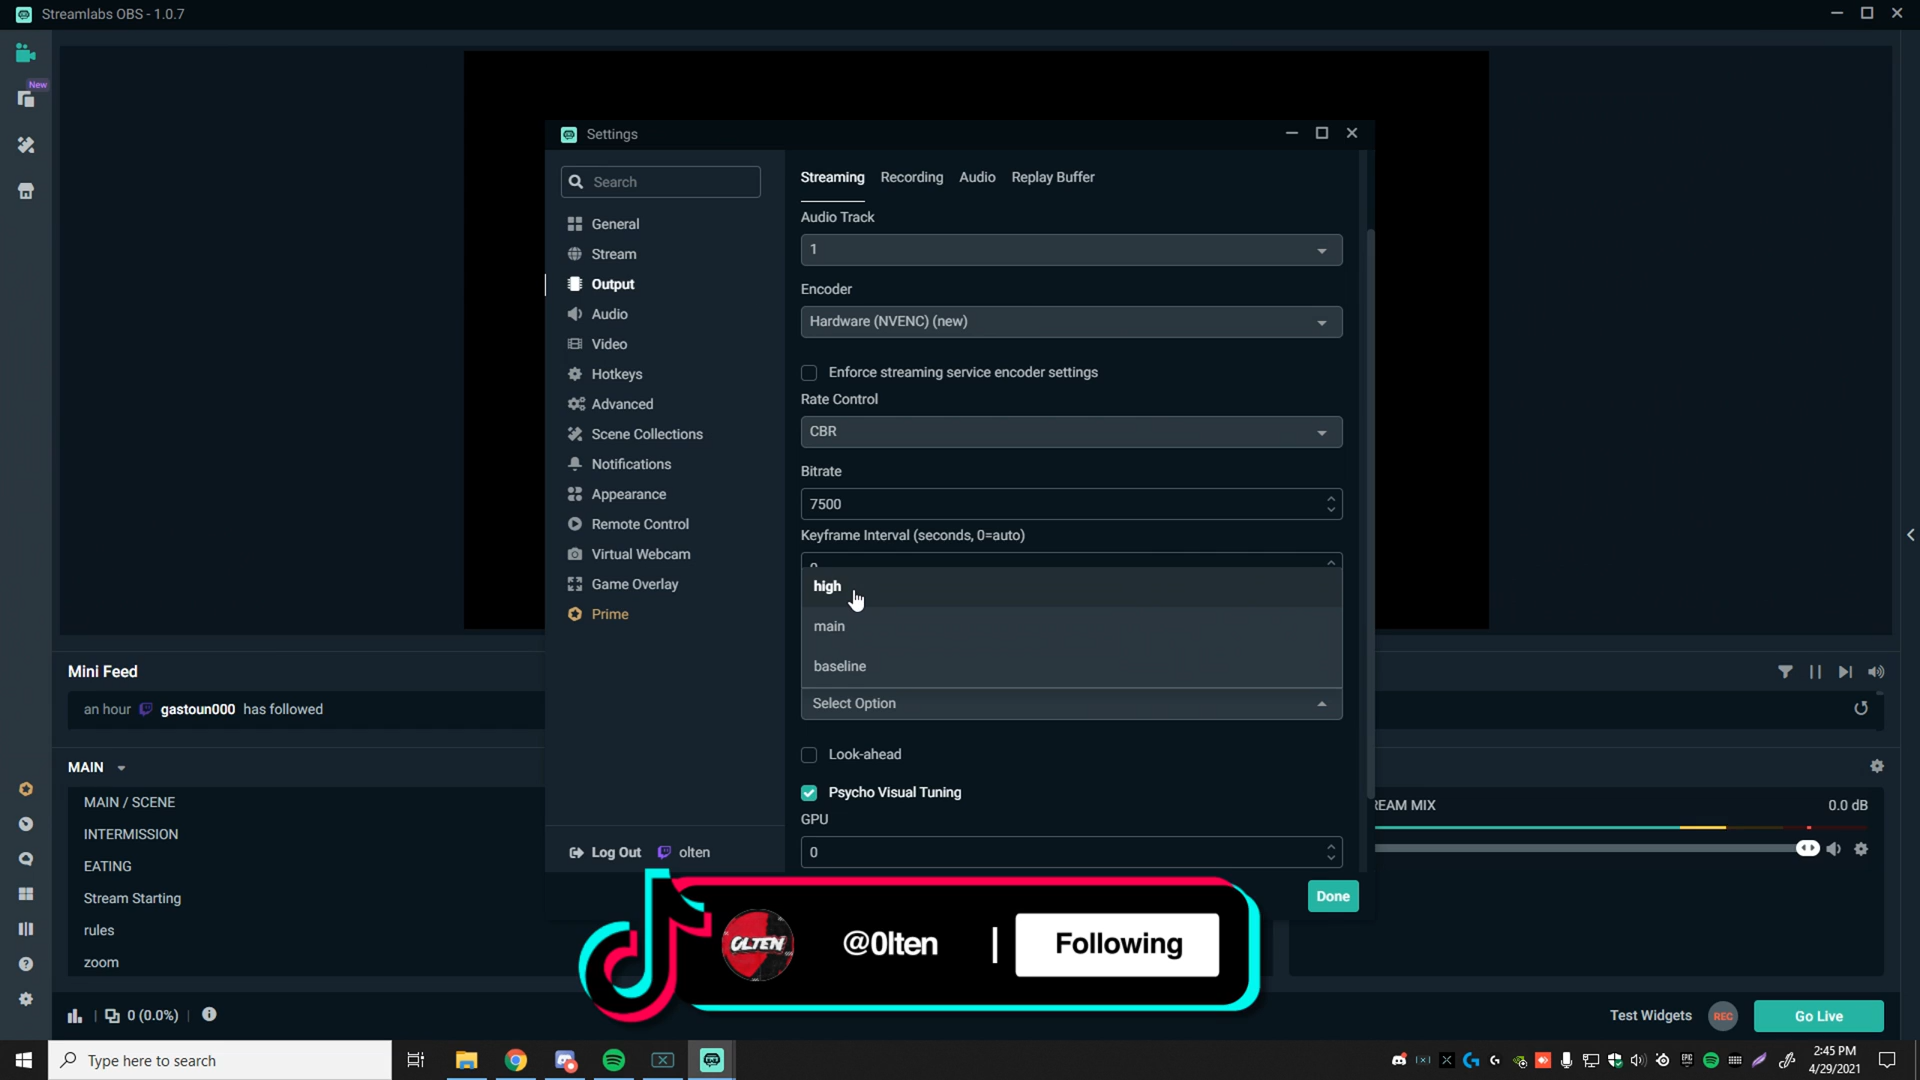 Streamlabs OBS - 1.0.7
New
Settings
Search
General
Stream
Output
Audio
Video
Hotkeys
Advanced
Scene Collections
Notifications
Appearance
Remote Control
Virtual Webcam
Game Overlay
Prime
Log Out olten
Streaming Recording Audio Replay Buffer
Audio Track
1
Encoder
Hardware (NVENC) (new)
Enforce streaming service encoder settings
Rate Control
CBR
Bitrate
7500
Keyframe Interval (seconds, 0=auto)
high
main
baseline
Select Option
Look-ahead
Psycho Visual Tuning
GPU
0
Done
Mini Feed
an hour gastoun000 has followed
MAIN
MAIN / SCENE
INTERMISSION
EATING
Stream Starting
rules
zoom
REAM MIX 0.0 dB
OLTEN
@0lten | Following
0 (0.0%)
Test Widgets REC Go Live
Type here to search
2:45 PM
4/29/2021